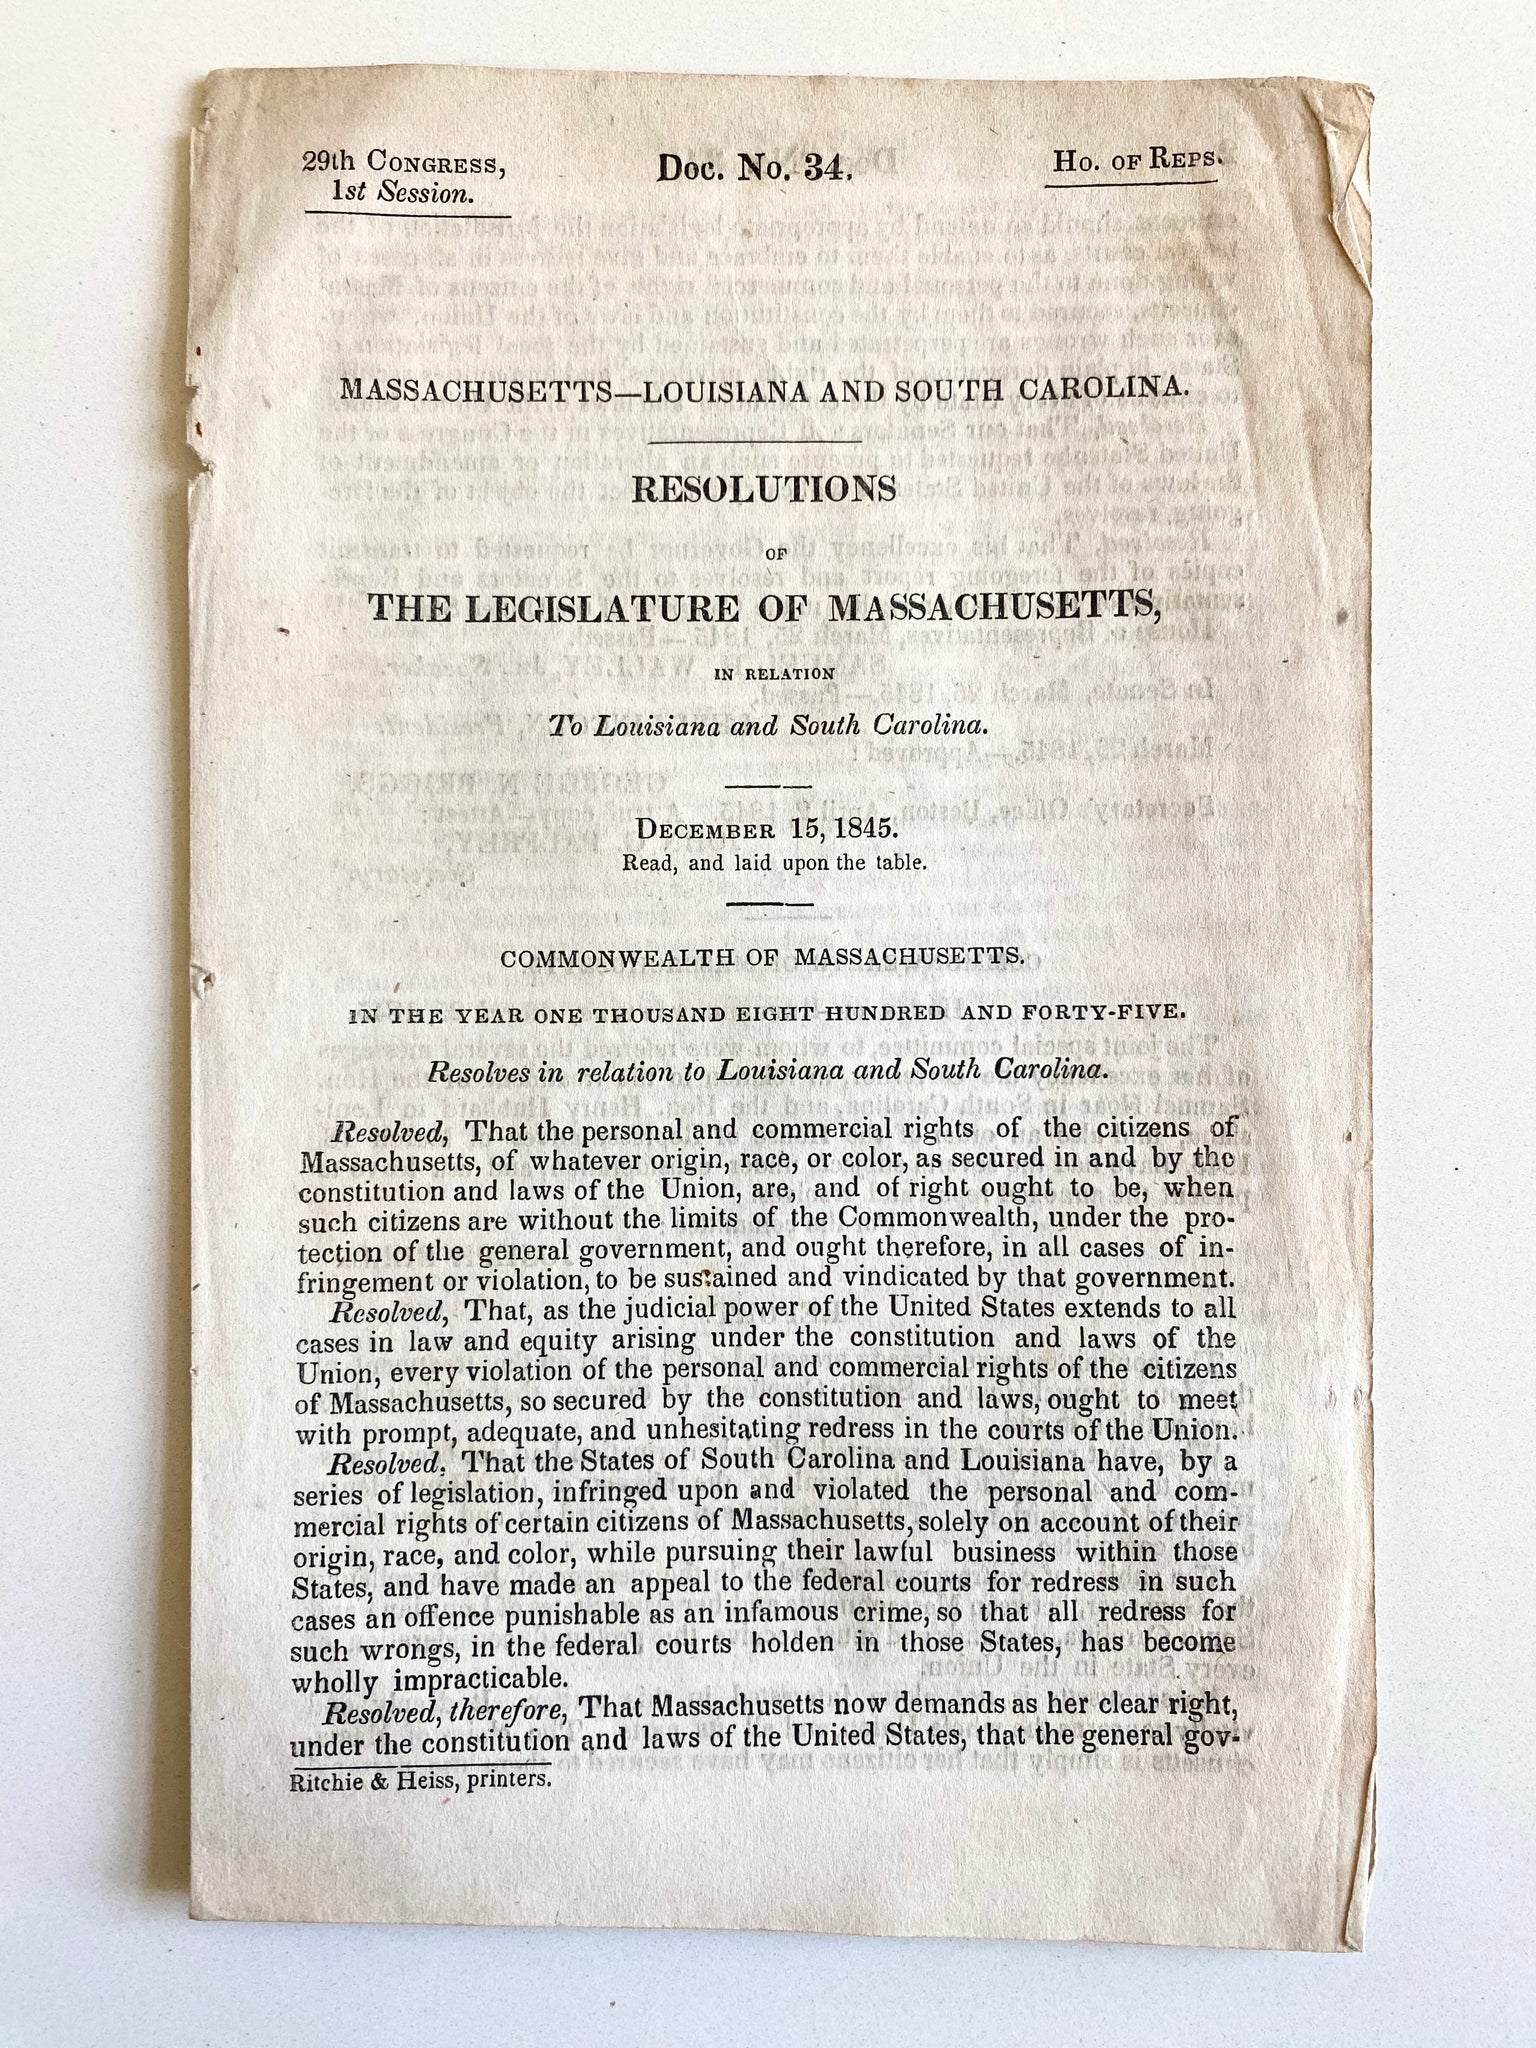 29th Congress,
1st Session.
Doc. No. 34.
Ho. of Reps.
MASSACHUSETTS—LOUISIANA AND SOUTH CAROLINA.
RESOLUTIONS
OF
THE LEGISLATURE OF MASSACHUSETTS,
IN RELATION
To Louisiana and South Carolina.
December 15, 1845.
Read, and laid upon the table.
COMMONWEALTH OF MASSACHUSETTS.
IN THE YEAR ONE THOUSAND EIGHT HUNDRED AND FORTY-FIVE.
Resolves in relation to Louisiana and South Carolina.
Resolved, That the personal and commercial rights of the citizens of
Massachusetts, of whatever origin, race, or color, as secured in and by the
constitution and laws of the Union, are, and of right ought to be, when
such citizens are without the limits of the Commonwealth, under the pro-
tection of the general government, and ought therefore, in all cases of in-
fringement or violation, to be sustained and vindicated by that government.
Resolved, That, as the judicial power of the United States extends to all
cases in law and equity arising under the constitution and laws of the
Union, every violation of the personal and commercial rights of the citizens
of Massachusetts, so secured by the constitution and laws, ought to meet
with prompt, adequate, and unhesitating redress in the courts of the Union.
Resolved, That the States of South Carolina and Louisiana have, by a
series of legislation, infringed upon and violated the personal and com-
mercial rights of certain citizens of Massachusetts, solely on account of their
origin, race, and color, while pursuing their lawful business within those
States, and have made an appeal to the federal courts for redress in such
cases an offence punishable as an infamous crime, so that all redress for
such wrongs, in the federal courts holden in those States, has become
wholly impracticable.
Resolved, therefore, That Massachusetts now demands as her clear right,
under the constitution and laws of the United States, that the general gov-
Ritchie & Heiss, printers.